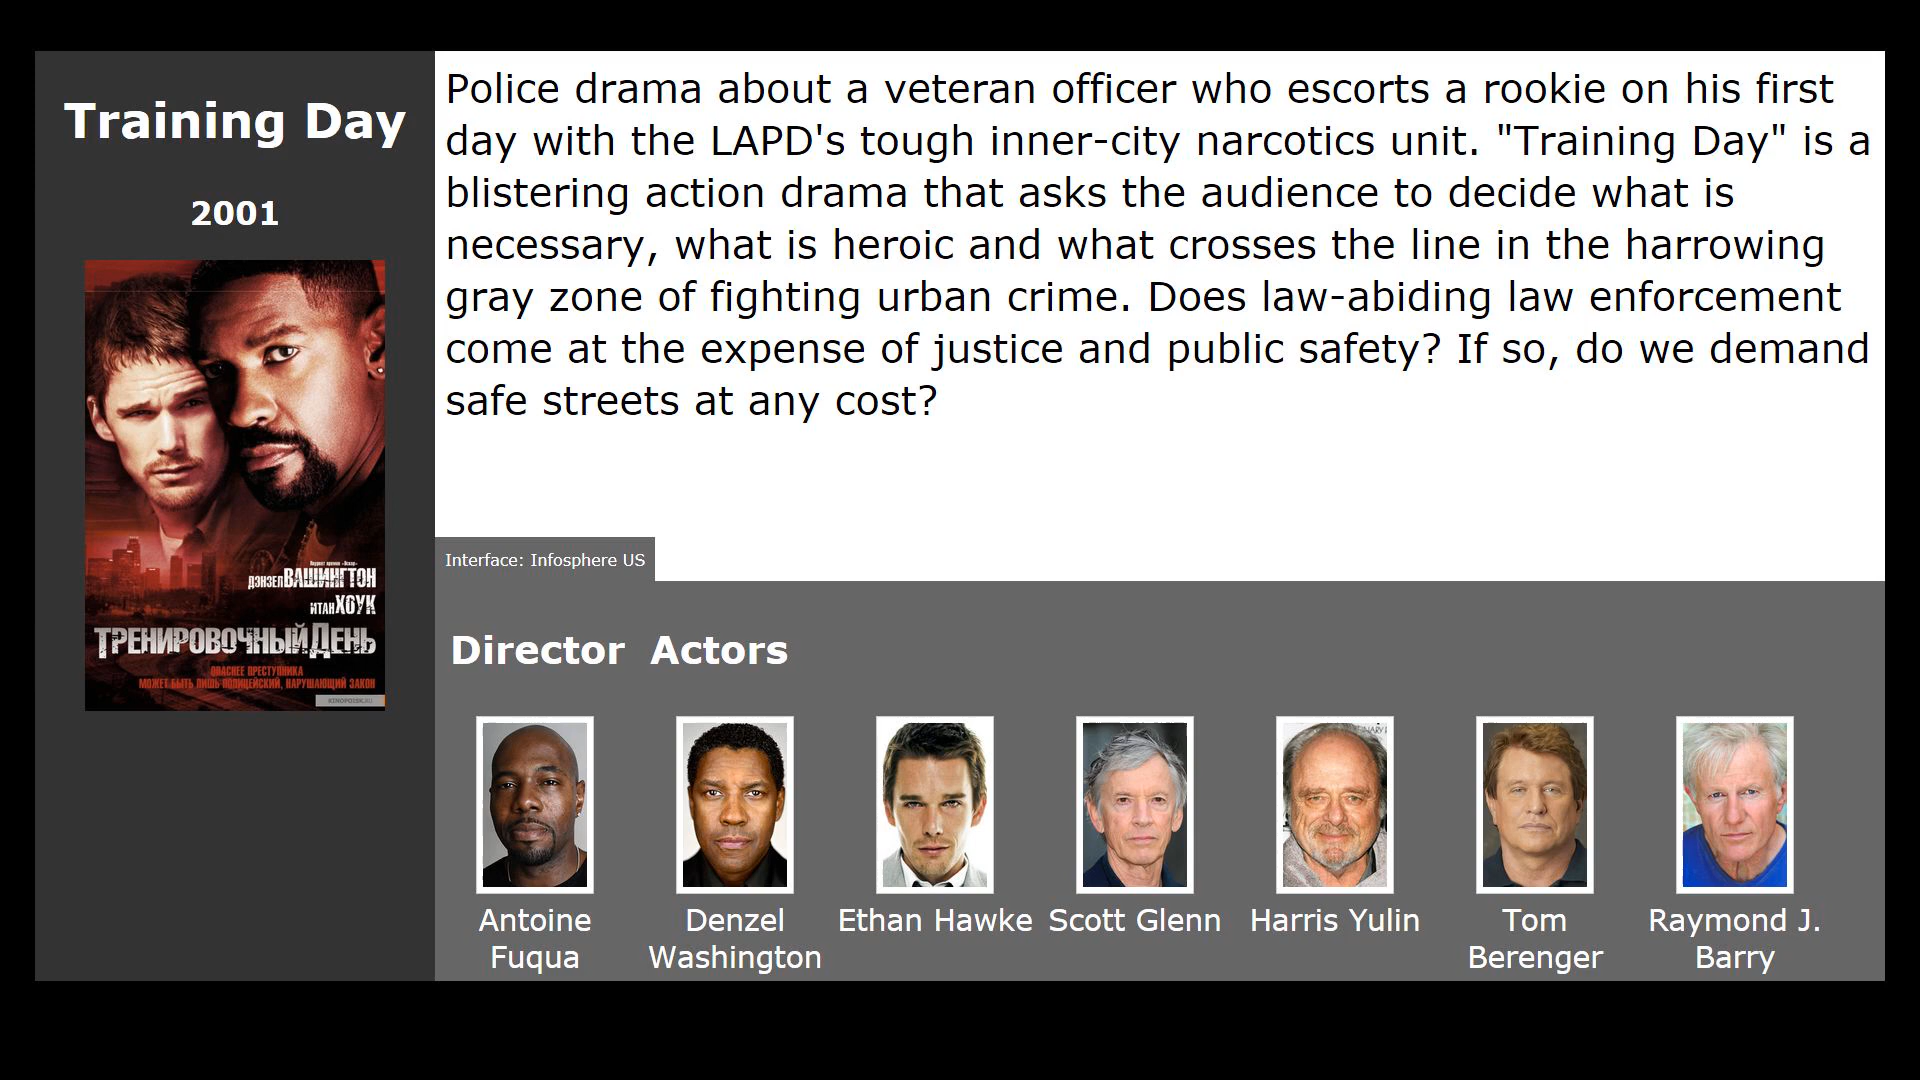 Training Day
2001
Лауреат премии «Оскар»
ДЭНЗЕЛ ВАШИНГТОН
ИТАН ХОУК
ТРЕНИРОВОЧНЫЙ ДЕНЬ
ОПАСНЕЕ ПРЕСТУПНИКА
МОЖЕТ БЫТЬ ЛИШЬ ПОЛИЦЕЙСКИЙ, НАРУШАЮЩИЙ ЗАКОН
KINOPOISK.RU
Police drama about a veteran officer who escorts a rookie on his first
day with the LAPD's tough inner-city narcotics unit. "Training Day" is a
blistering action drama that asks the audience to decide what is
necessary, what is heroic and what crosses the line in the harrowing
gray zone of fighting urban crime. Does law-abiding law enforcement
come at the expense of justice and public safety? If so, do we demand
safe streets at any cost?
Interface: Infosphere US
Director Actors
Antoine
Fuqua
Denzel
Washington
Ethan Hawke
Scott Glenn
Harris Yulin
Tom
Berenger
Raymond J.
Barry